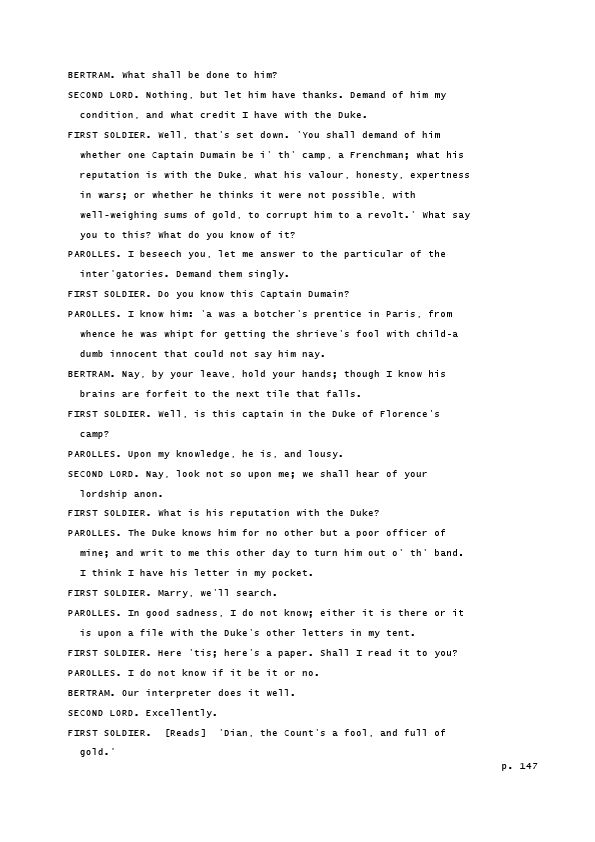 BERTRAM. What shall be done to him?
SECOND LORD. Nothing, but let him have thanks. Demand of him my
condition, and what credit I have with the Duke.
FIRST SOLDIER. Well, that's set down. 'You shall demand of him
whether one Captain Dumain be i' th' camp, a Frenchman; what his
reputation is with the Duke, what his valour, honesty, expertness
in wars; or whether he thinks it were not possible, with
well-weighing sums of gold, to corrupt him to a revolt.' What say
you to this? What do you know of it?
PAROLLES. I beseech you, let me answer to the particular of the
inter'gatories. Demand them singly.
FIRST SOLDIER. Do you know this Captain Dumain?
PAROLLES. I know him: 'a was a botcher's prentice in Paris, from
whence he was whipt for getting the shrieve's fool with child-a
dumb innocent that could not say him nay.
BERTRAM. Nay, by your leave, hold your hands; though I know his
brains are forfeit to the next tile that falls.
FIRST SOLDIER. Well, is this captain in the Duke of Florence's
camp?
PAROLLES. Upon my knowledge, he is, and lousy.
SECOND LORD. Nay, look not so upon me; we shall hear of your
lordship anon.
FIRST SOLDIER. What is his reputation with the Duke?
PAROLLES. The Duke knows him for no other but a poor officer of
mine; and writ to me this other day to turn him out o' th' band.
I think I have his letter in my pocket.
FIRST SOLDIER. Marry, we'll search.
PAROLLES. In good sadness, I do not know; either it is there or it
is upon a file with the Duke's other letters in my tent.
FIRST SOLDIER. Here 'tis; here's a paper. Shall I read it to you?
PAROLLES. I do not know if it be it or no.
BERTRAM. Our interpreter does it well.
SECOND LORD. Excellently.
FIRST SOLDIER.  [Reads]  'Dian, the Count's a fool, and full of
gold.'
p. 147